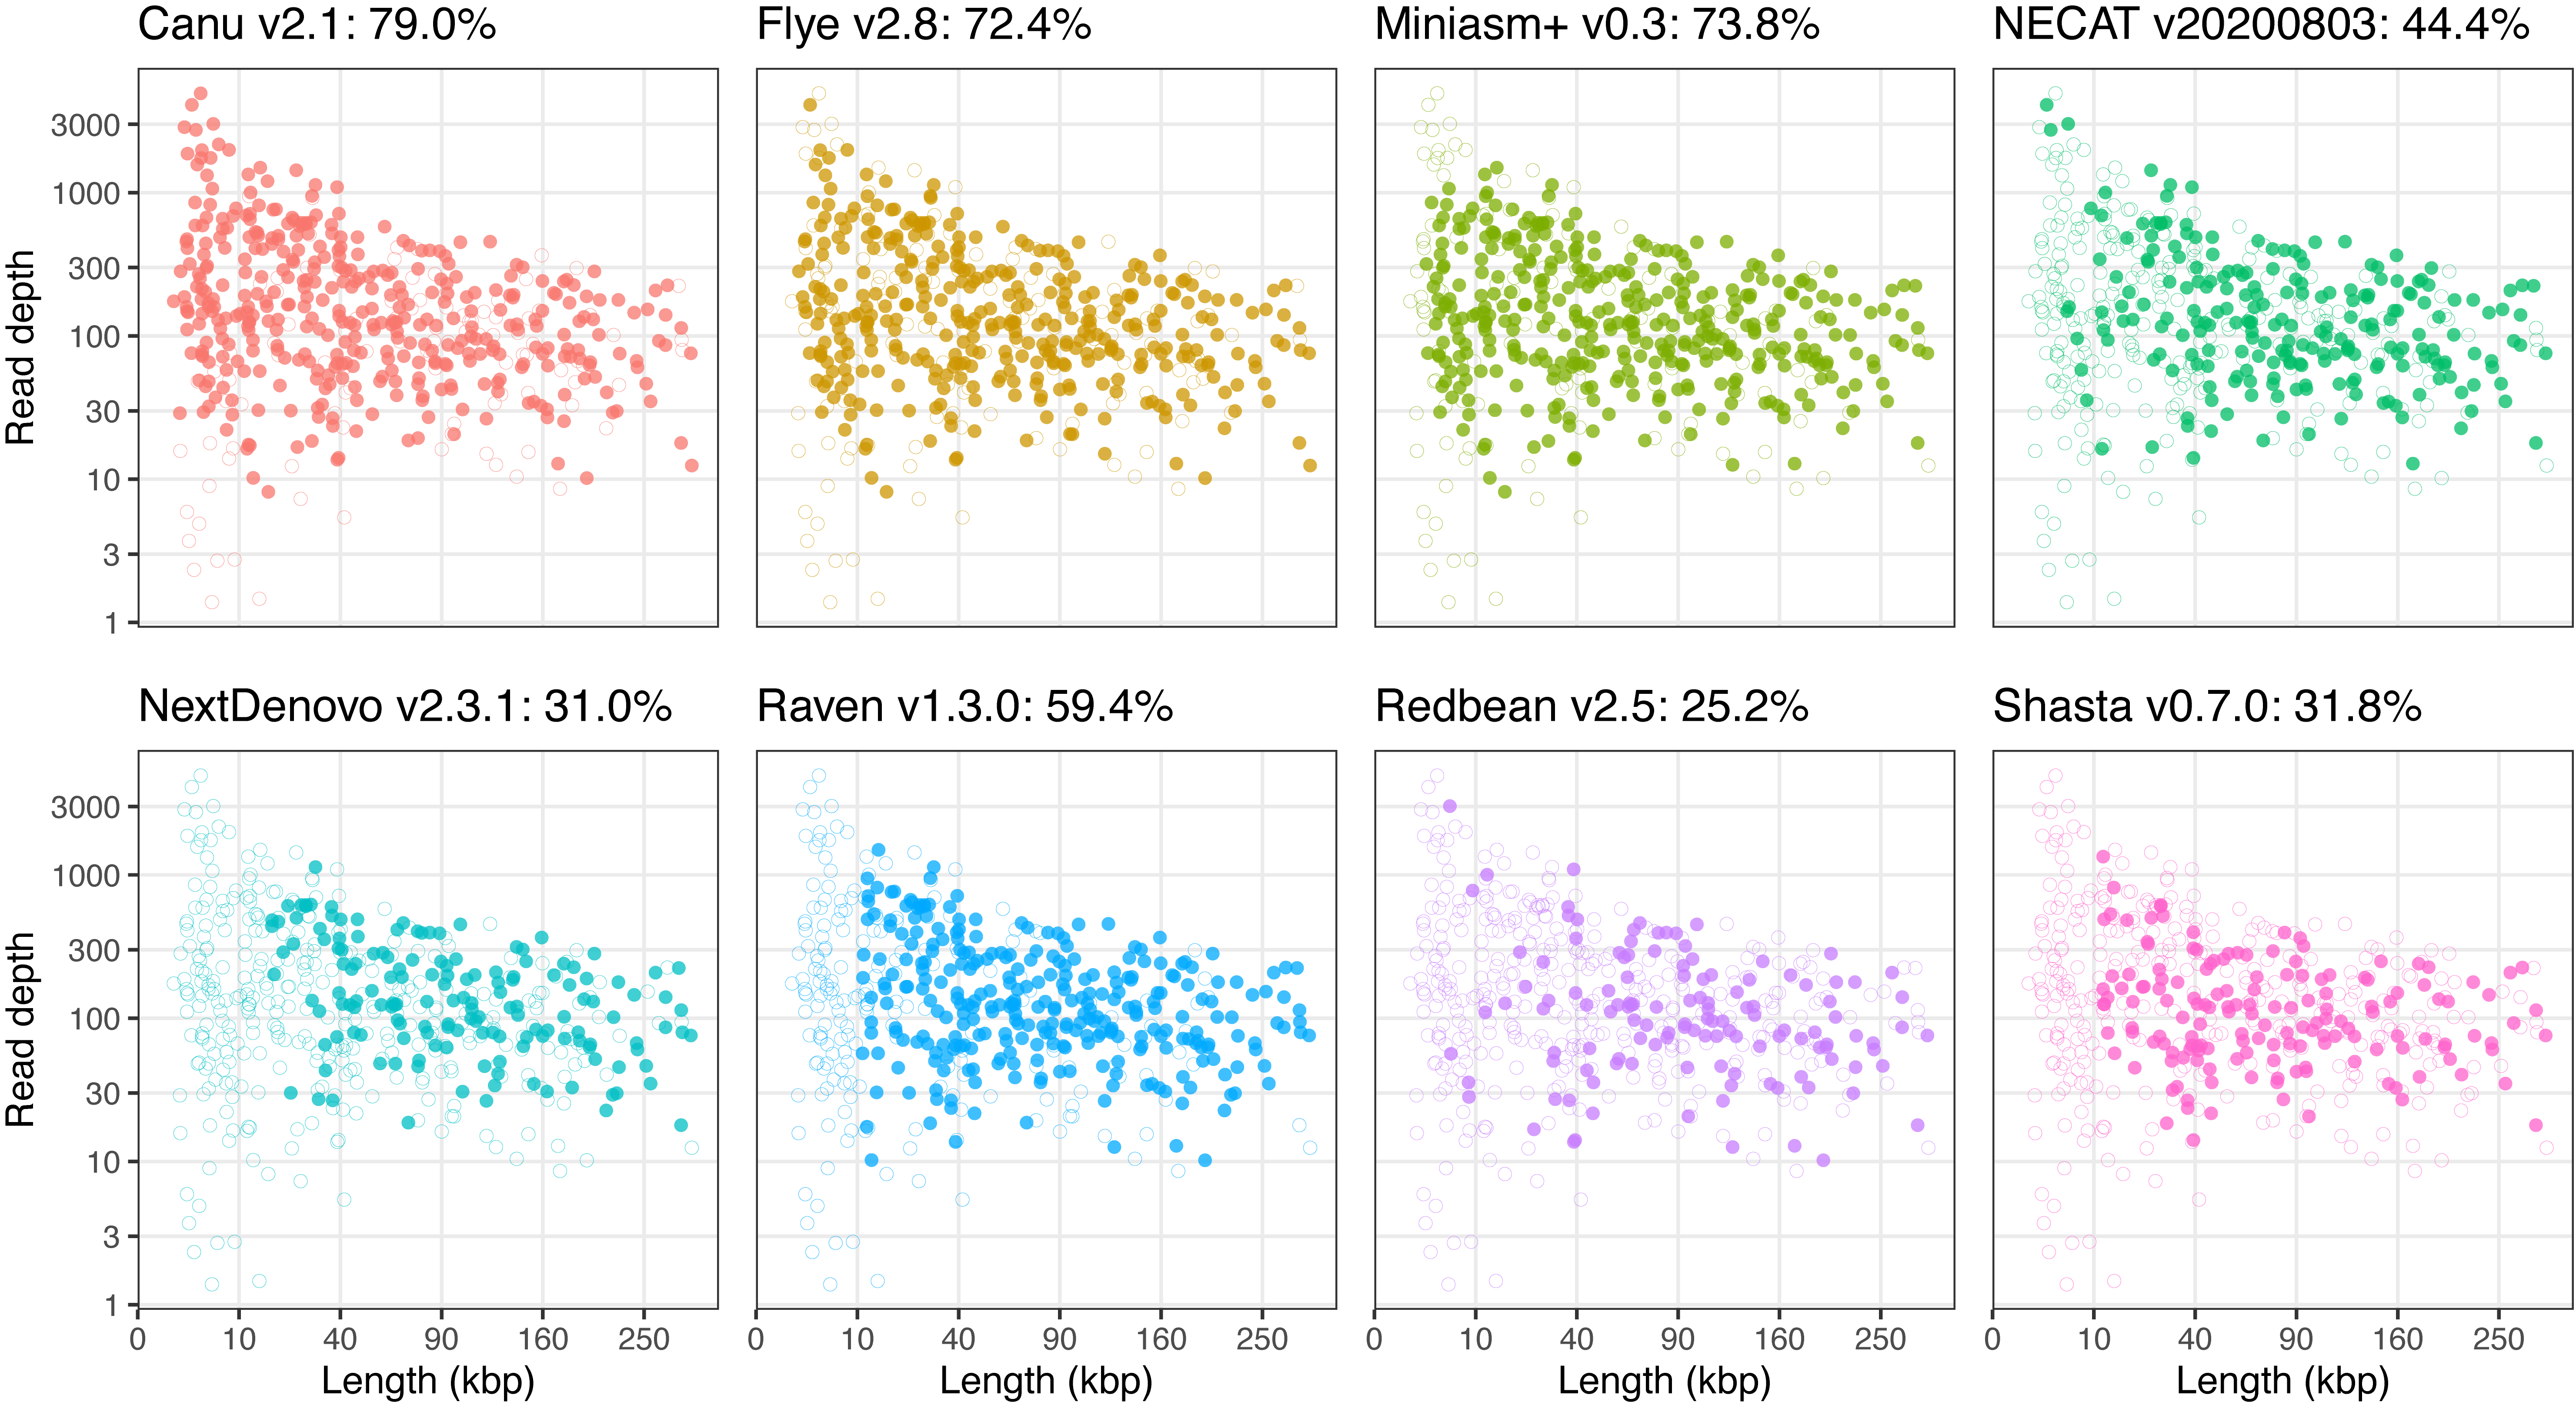 Canu v2.1: 79.0%
Flye v2.8: 72.4%
Miniasm+ v0.3: 73.8%
NECAT v20200803: 44.4%
Read depth
3000
1000
300
100
30
10
3
1
NextDenovo v2.3.1: 31.0%
Raven v1.3.0: 59.4%
Redbean v2.5: 25.2%
Shasta v0.7.0: 31.8%
Read depth
3000
1000
300
100
30
10
3
1
0 10 40 90 160 250
0 10 40 90 160 250
0 10 40 90 160 250
0 10 40 90 160 250
Length (kbp)
Length (kbp)
Length (kbp)
Length (kbp)